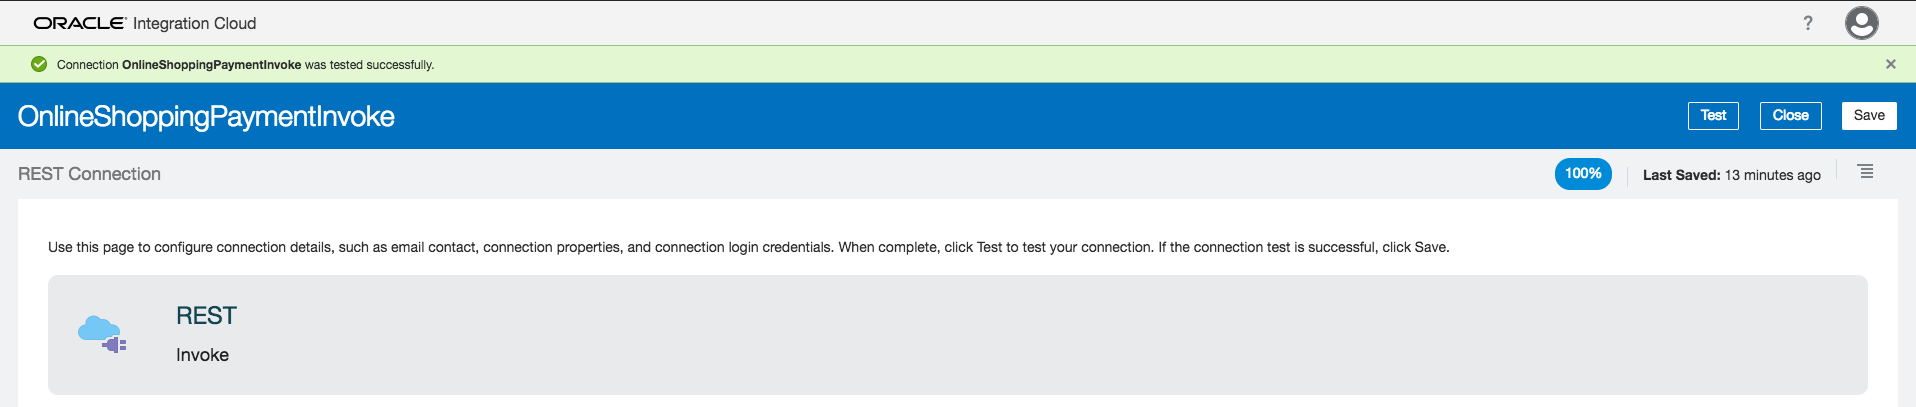 ORACLE Integration Cloud
?
Connection OnlineShoppingPaymentInvoke was tested successfully.
OnlineShoppingPaymentInvoke
Test Close Save
REST Connection
100% Last Saved: 13 minutes ago
Use this page to configure connection details, such as email contact, connection properties, and connection login credentials. When complete, click Test to test your connection. If the connection test is successful, click Save.
REST
Invoke